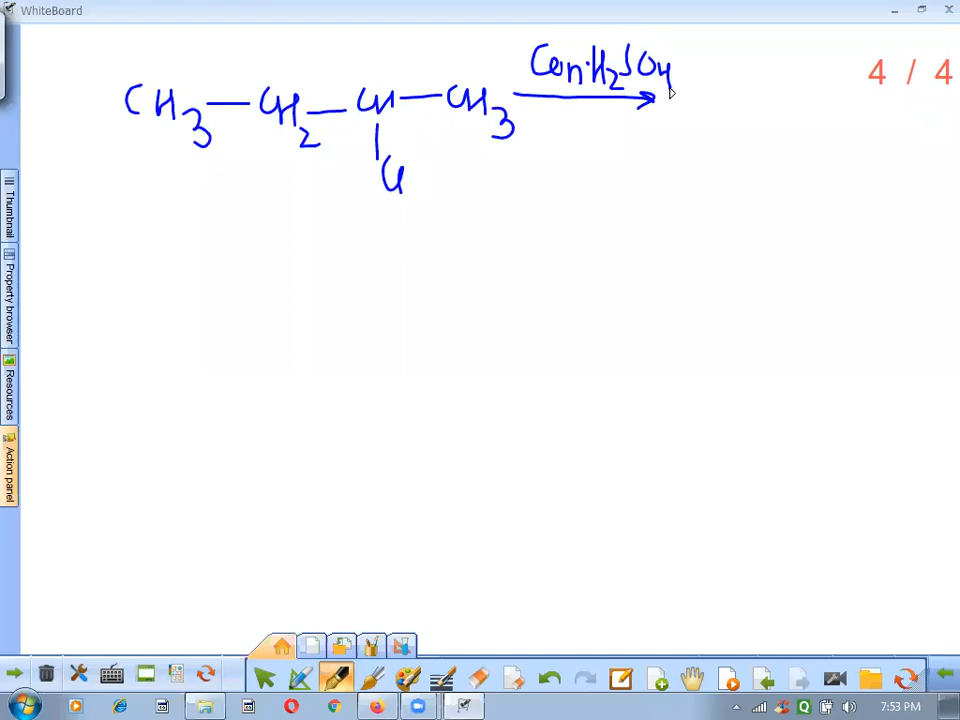 WhiteBoard
4 / 4
Con·H2SO4
CH3—CH2—CH—CH3
|
Cl
Thumbnail
Property browser
Resources
Action panel
7:53 PM